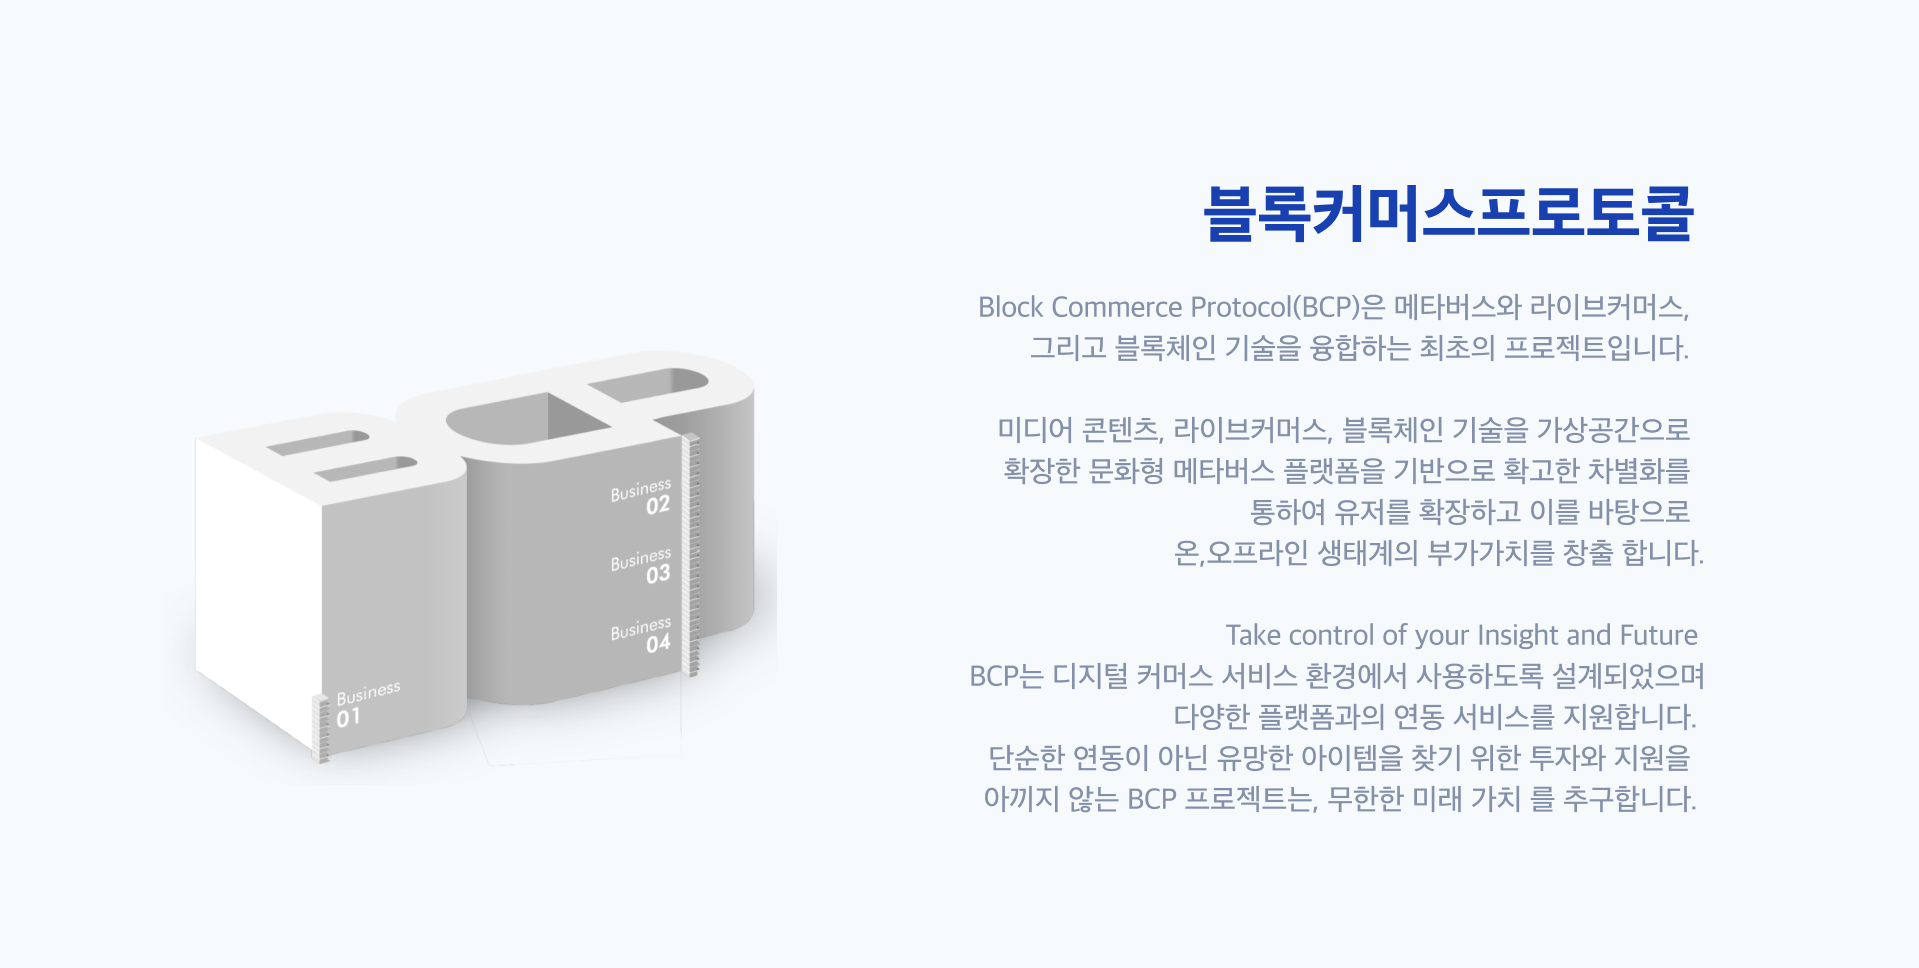 블록커머스프로토콜
Block Commerce Protocol(BCP)은 메타버스와 라이브커머스,
그리고 블록체인 기술을 융합하는 최초의 프로젝트입니다.
미디어 콘텐츠, 라이브커머스, 블록체인 기술을 가상공간으로
확장한 문화형 메타버스 플랫폼을 기반으로 확고한 차별화를
통하여 유저를 확장하고 이를 바탕으로
온,오프라인 생태계의 부가가치를 창출 합니다.
Take control of your Insight and Future
BCP는 디지털 커머스 서비스 환경에서 사용하도록 설계되었으며
다양한 플랫폼과의 연동 서비스를 지원합니다.
단순한 연동이 아닌 유망한 아이템을 찾기 위한 투자와 지원을
아끼지 않는 BCP 프로젝트는, 무한한 미래 가치 를 추구합니다.
BCP
Business
01
Business
02
Business
03
Business
04